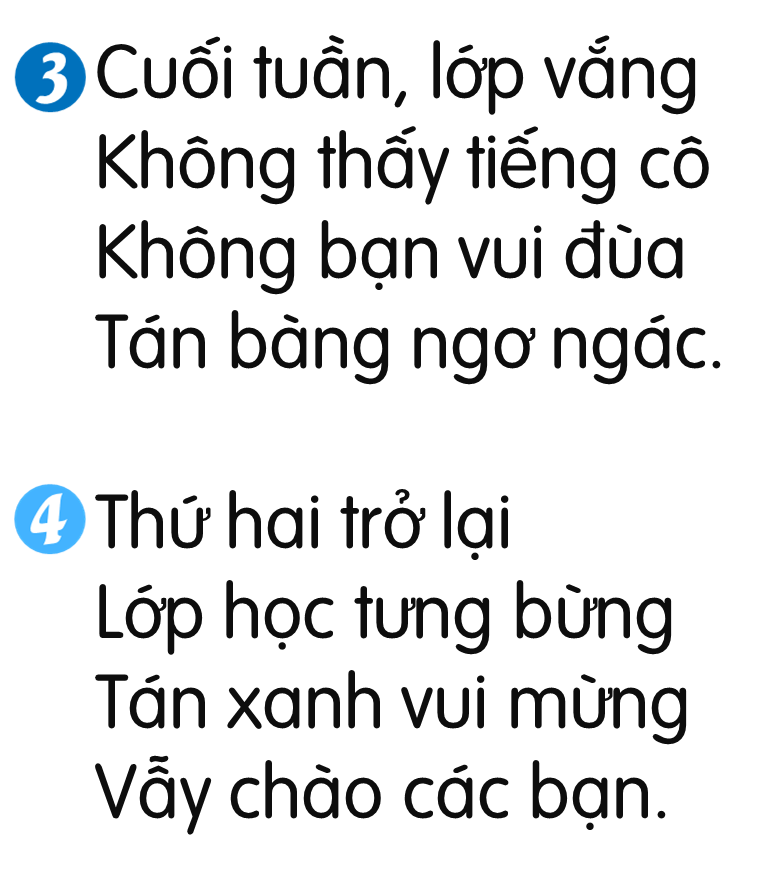 3 Cuối tuần, lớp vắng
Không thấy tiếng cô
Không bạn vui đùa
Tán bàng ngơ ngác.
4 Thứ hai trở lại
Lớp học tưng bừng
Tán xanh vui mừng
Vẫy chào các bạn.